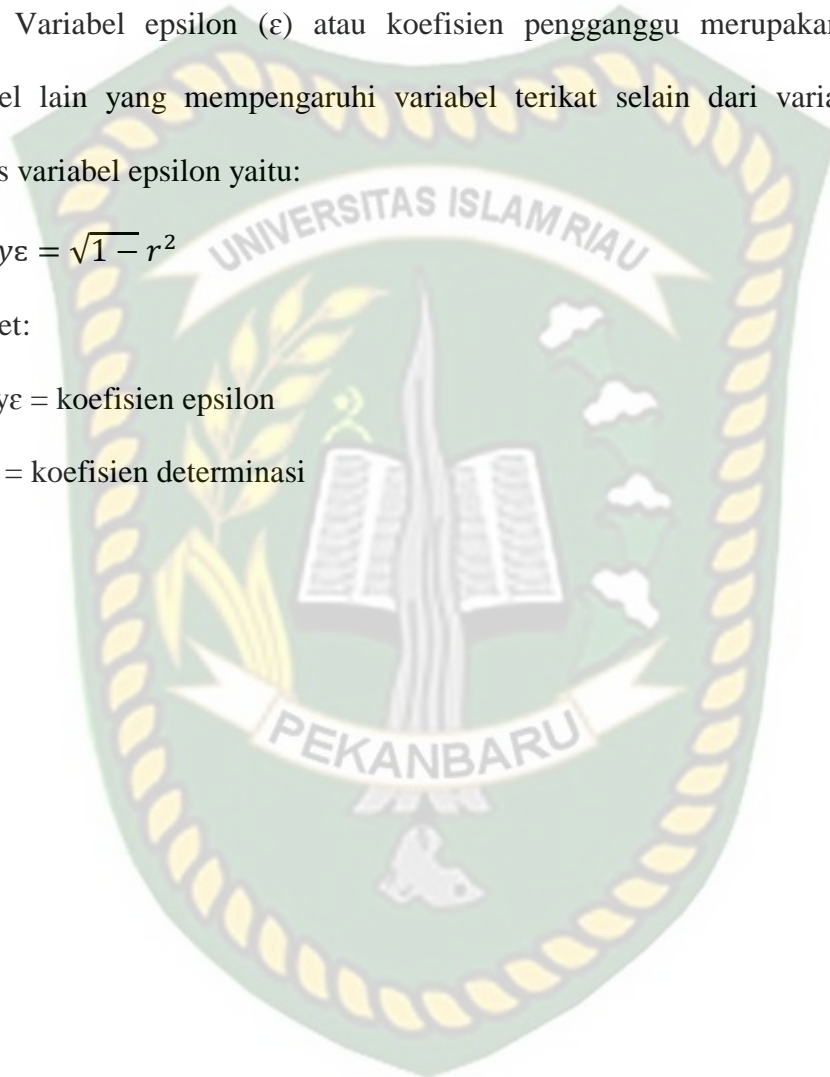 Variabel epsilon (ε) atau koefisien pengganggu merupakan
el lain yang mempengaruhi variabel terikat selain dari varia
s variabel epsilon yaitu:
yε = √1 − r²
et:
yε = koefisien epsilon
= koefisien determinasi
UNIVERSITAS ISLAM RIAU
PEKANBARU